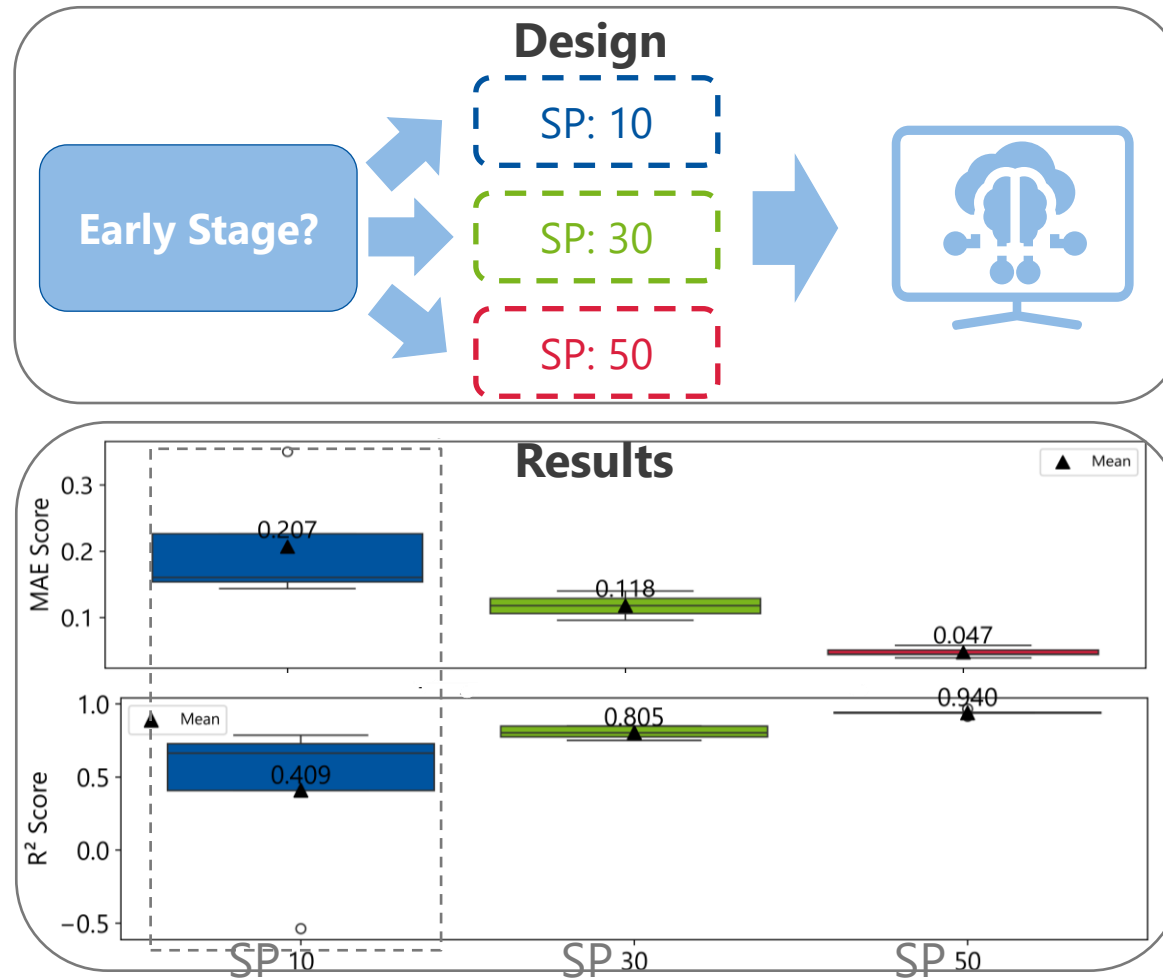 Design
Early Stage?
SP: 10
SP: 30
SP: 50
Results
Mean
MAE Score
0.3
0.2
0.1
0.207
0.118
0.047
Mean
R² Score
1.0
0.5
0.0
−0.5
0.409
0.805
0.940
SP 10
SP 30
SP 50